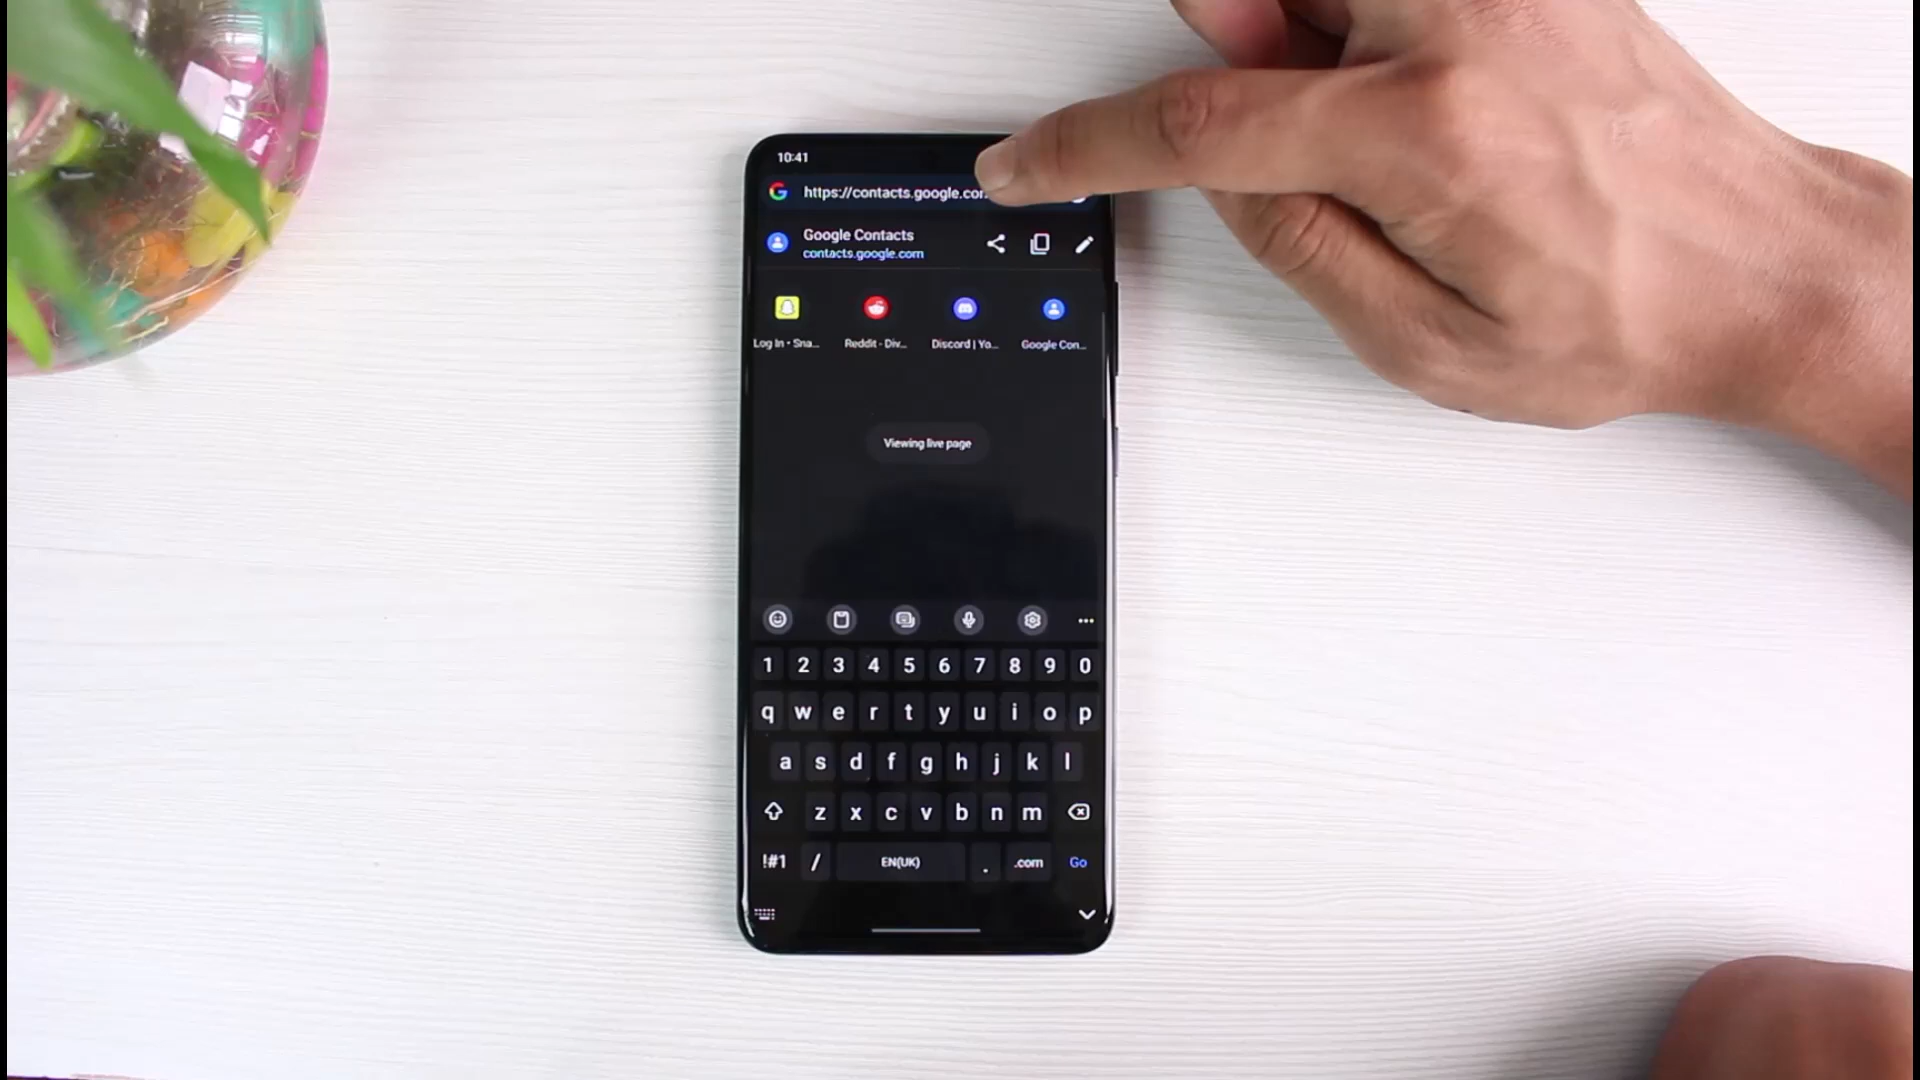 10:41
https://contacts.google.con
Google Contacts
contacts.google.com
Log In • Sna...
Reddit - Div...
Discord | Yo...
Google Con...
Viewing live page
1 2 3 4 5 6 7 8 9 0
q w e r t y u i o p
a s d f g h j k l
z x c v b n m
!#1 / EN(UK) . .com Go